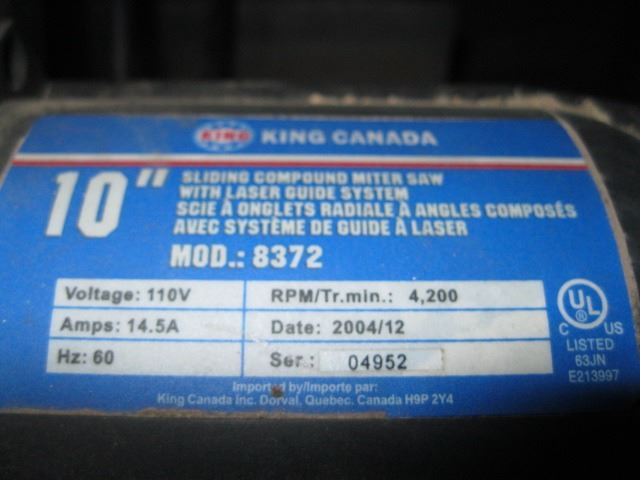 KING KING CANADA
10" SLIDING COMPOUND MITER SAW
WITH LASER GUIDE SYSTEM
SCIE À ONGLETS RADIALE À ANGLES COMPOSÉS
AVEC SYSTÈME DE GUIDE À LASER
MOD.: 8372
Voltage: 110V RPM/Tr.min.: 4,200
Amps: 14.5A Date: 2004/12
Hz: 60 Ser.: 04952
UL
C US
LISTED
63JN
E213997
Imported by/Importe par:
King Canada Inc. Dorval, Quebec. Canada H9P 2Y4